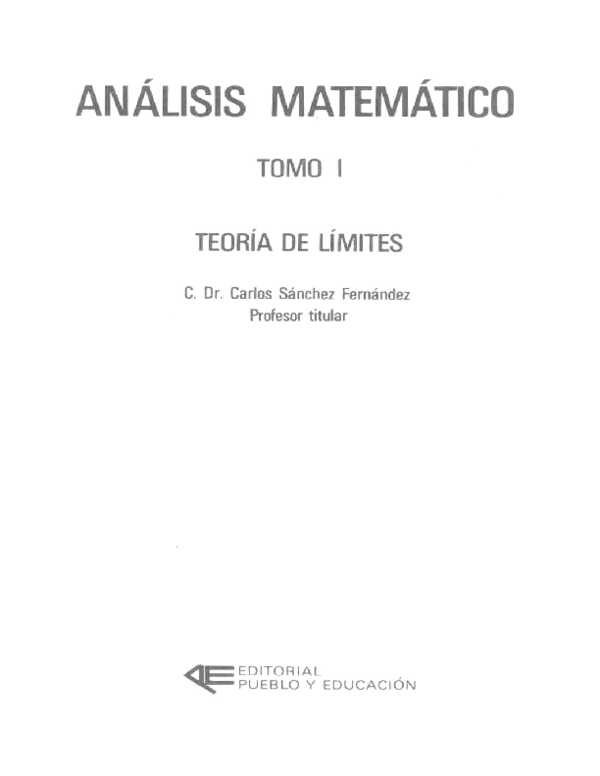 ANÁLISIS MATEMÁTICO
TOMO I
TEORÍA DE LÍMITES
C. Dr. Carlos Sánchez Fernández
Profesor titular
EDITORIAL
PUEBLO Y EDUCACIÓN